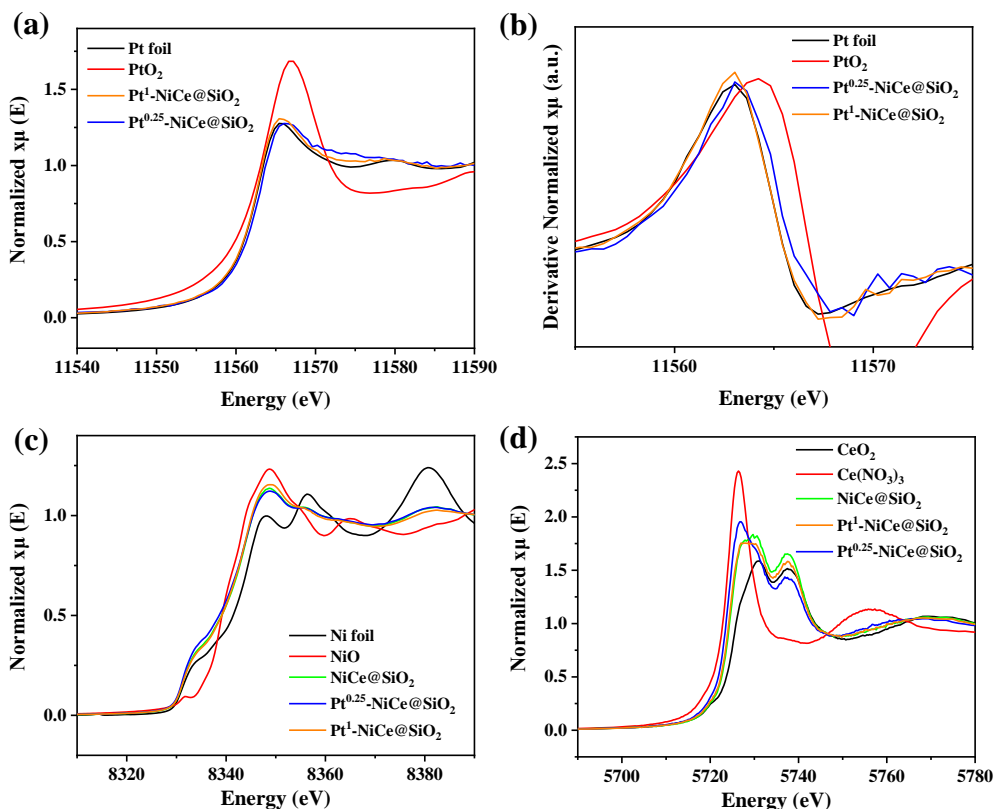 (a)
Pt foil
PtO₂
Pt¹-NiCe@SiO₂
Pt⁰·²⁵-NiCe@SiO₂
Normalized xμ (E)
1.5
1.0
0.5
0.0
11540 11550 11560 11570 11580 11590
Energy (eV)
(b)
Pt foil
PtO₂
Pt⁰·²⁵-NiCe@SiO₂
Pt¹-NiCe@SiO₂
Derivative Normalized xμ (a.u.)
11560 11570
Energy (eV)
(c)
Normalized xμ (E)
1.0
0.5
0.0
Ni foil
NiO
NiCe@SiO₂
Pt⁰·²⁵-NiCe@SiO₂
Pt¹-NiCe@SiO₂
8320 8340 8360 8380
Energy (eV)
(d)
CeO₂
Ce(NO₃)₃
NiCe@SiO₂
Pt¹-NiCe@SiO₂
Pt⁰·²⁵-NiCe@SiO₂
Normalized xμ (E)
2.5
2.0
1.5
1.0
0.5
0.0
5700 5720 5740 5760 5780
Energy (eV)